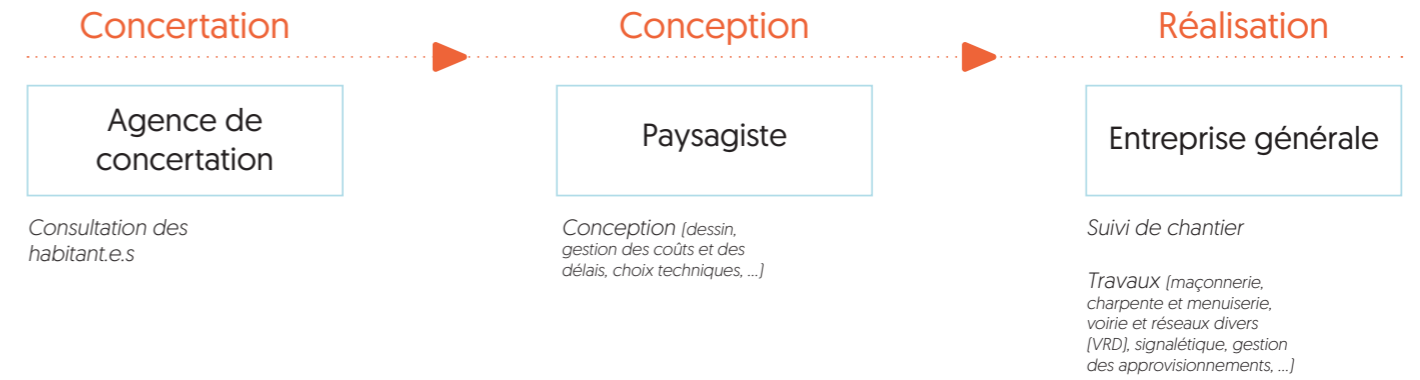 Concertation
Conception
Réalisation
Agence de
concertation
Paysagiste
Entreprise générale
Consultation des
habitant.e.s
Conception (dessin,
gestion des coûts et des
délais, choix techniques, ...)
Suivi de chantier
Travaux (maçonnerie,
charpente et menuiserie,
voirie et réseaux divers
(VRD), signalétique, gestion
des approvisionnements, ...)